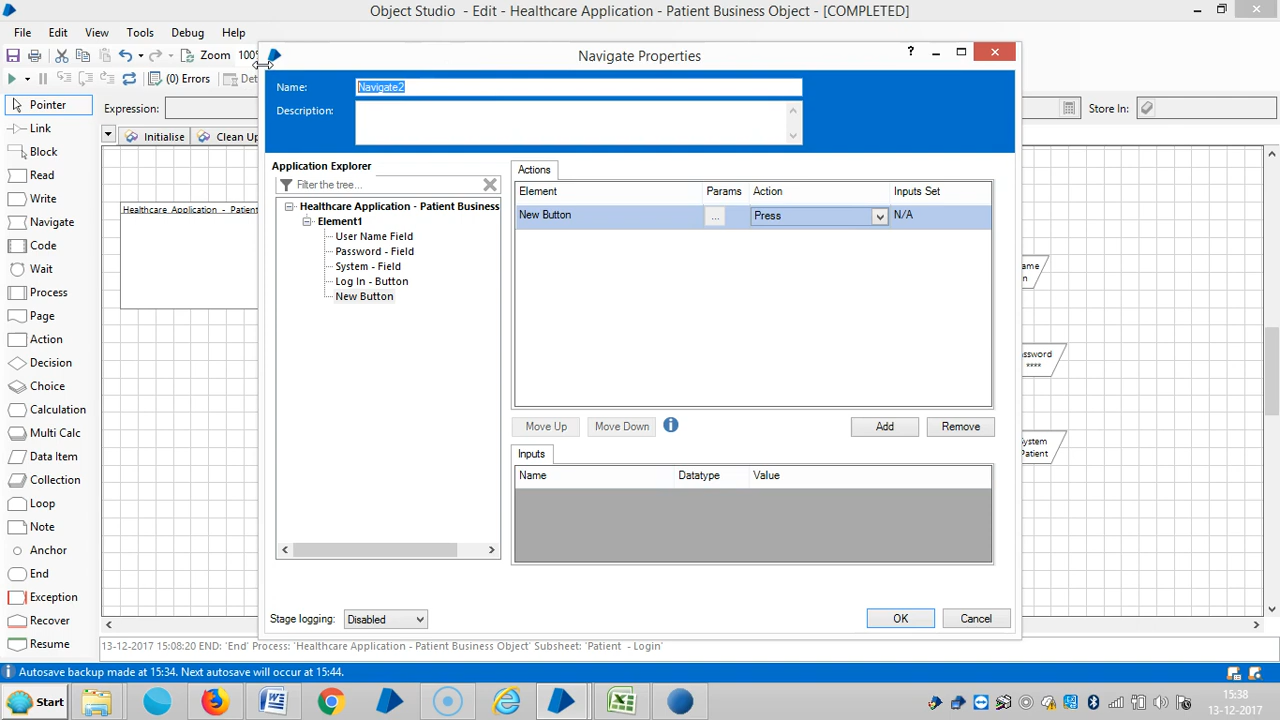 Object Studio - Edit - Healthcare Application - Patient Business Object - [COMPLETED]
File Edit View Tools Debug Help
Zoom 100%
(0) Errors
Expression: Store In:
Initialise Clean Up
Pointer
Link
Block
Read
Write
Navigate
Code
Wait
Process
Page
Action
Decision
Choice
Calculation
Multi Calc
Data Item
Collection
Loop
Note
Anchor
End
Exception
Recover
Resume
Healthcare Application - Patient
****
Patient
Navigate Properties
Name: Navigate2
Description:
Application Explorer
Filter the tree...
Healthcare Application - Patient Business
Element1
User Name Field
Password - Field
System - Field
Log In - Button
New Button
Actions
Element Params Action Inputs Set
New Button ... Press N/A
Move Up Move Down Add Remove
Inputs
Name Datatype Value
Stage logging: Disabled
OK Cancel
13-12-2017 15:08:20 END: 'End' Process: 'Healthcare Application - Patient Business Object' Subsheet: 'Patient - Login'
Autosave backup made at 15:34. Next autosave will occur at 15:44.
Start
15:38
13-12-2017